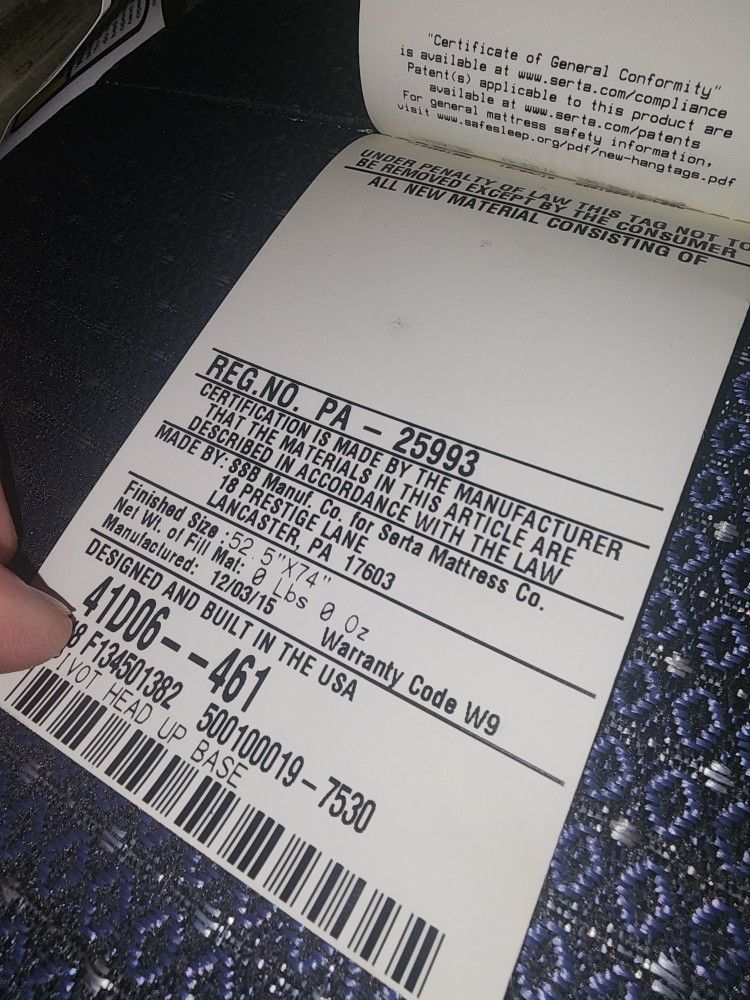 "Certificate of General Conformity"
is available at www.serta.com/compliance
Patent(s) applicable to this product are
available at www.serta.com/patents
For general mattress safety information,
visit www.safesleep.org/pdf/new-hangtags.pdf
UNDER PENALTY OF LAW THIS TAG NOT TO
BE REMOVED EXCEPT BY THE CONSUMER
ALL NEW MATERIAL CONSISTING OF
REG.NO. PA - 25993
CERTIFICATION IS MADE BY THE MANUFACTURER
THAT THE MATERIALS IN THIS ARTICLE ARE
DESCRIBED IN ACCORDANCE WITH THE LAW
MADE BY: SSB Manuf. Co. for Serta Mattress Co.
18 PRESTIGE LANE
LANCASTER, PA 17603
Finished Size :52.5"X74"
Net Wt. of Fill Mat: 0 Lbs 0 Oz
Manufactured: 12/03/15 Warranty Code W9
DESIGNED AND BUILT IN THE USA
41D06--461
8 F134501382 500100019-7530
IVOT HEAD UP BASE